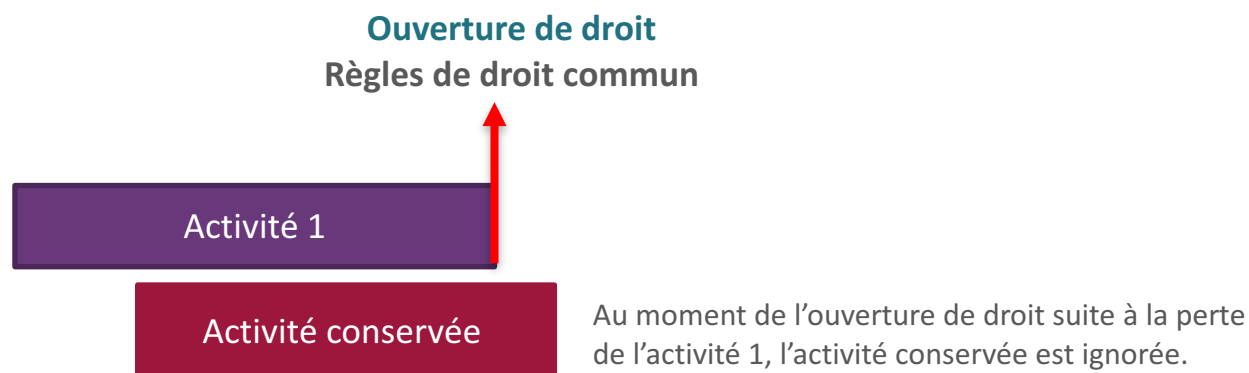 Ouverture de droit
Règles de droit commun
Activité 1
Activité conservée
Au moment de l’ouverture de droit suite à la perte
de l’activité 1, l’activité conservée est ignorée.